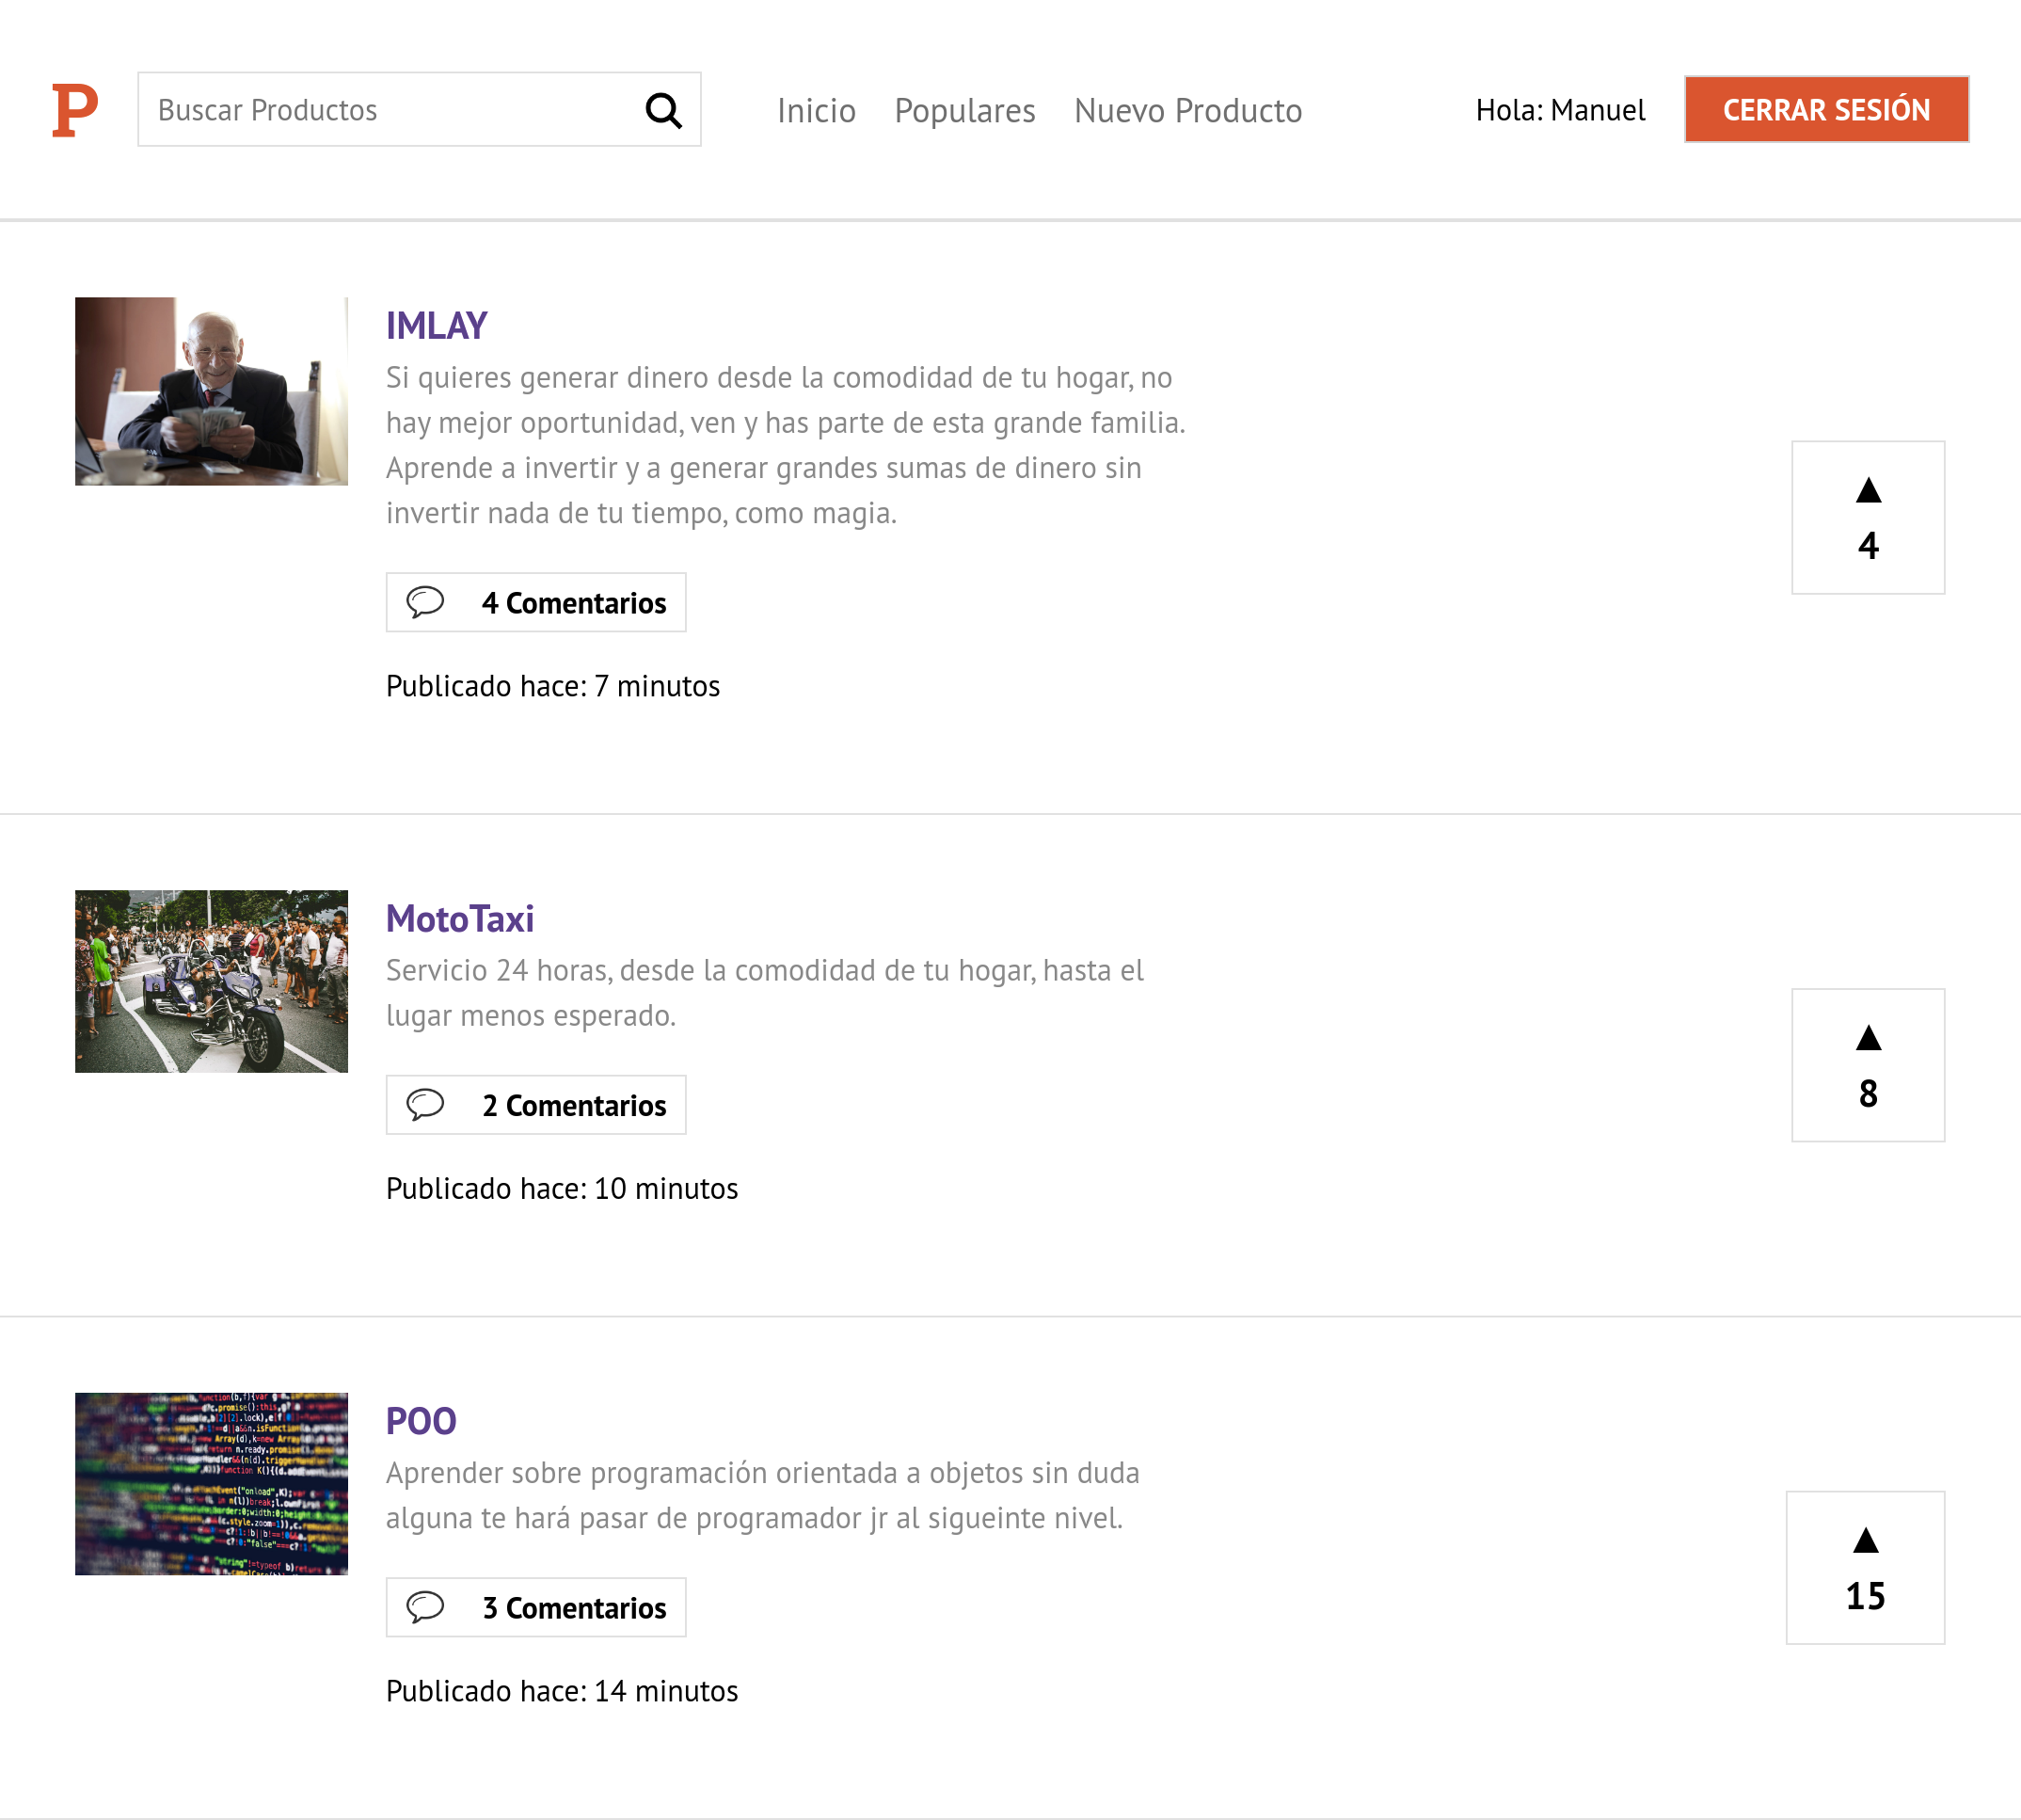 P
Buscar Productos
Inicio Populares Nuevo Producto
Hola: Manuel
CERRAR SESIÓN
IMLAY
Si quieres generar dinero desde la comodidad de tu hogar, no
hay mejor oportunidad, ven y has parte de esta grande familia.
Aprende a invertir y a generar grandes sumas de dinero sin
invertir nada de tu tiempo, como magia.
4 Comentarios
Publicado hace: 7 minutos
▲
4
MotoTaxi
Servicio 24 horas, desde la comodidad de tu hogar, hasta el
lugar menos esperado.
2 Comentarios
Publicado hace: 10 minutos
▲
8
POO
Aprender sobre programación orientada a objetos sin duda
alguna te hará pasar de programador jr al sigueinte nivel.
3 Comentarios
Publicado hace: 14 minutos
▲
15